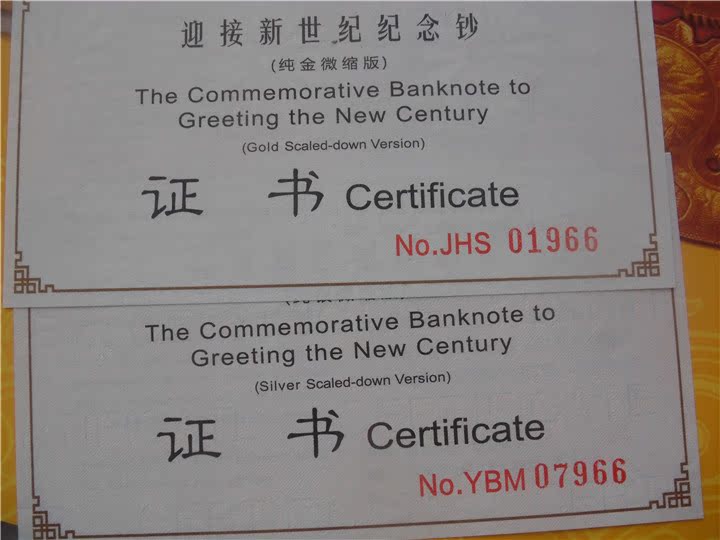 迎接新世纪纪念钞
(纯金微缩版)
The Commemorative Banknote to
Greeting the New Century
(Gold Scaled-down Version)
证 书 Certificate
No.JHS 01966
The Commemorative Banknote to
Greeting the New Century
(Silver Scaled-down Version)
证 书 Certificate
No.YBM 07966